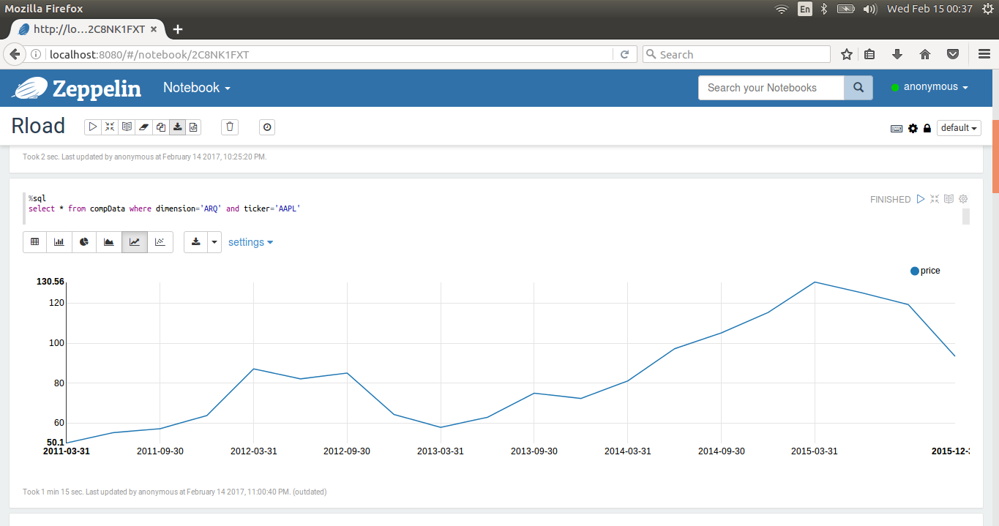 Mozilla Firefox
En
Wed Feb 15 00:37
http://lo...2C8NK1FXT
localhost:8080/#/notebook/2C8NK1FXT
Search
Zeppelin
Notebook
Search your Notebooks
anonymous
Rload
default
Took 2 sec. Last updated by anonymous at February 14 2017, 10:25:20 PM.
%sql
select * from compData where dimension='ARQ' and ticker='AAPL'
FINISHED
settings
price
130.56
120
100
80
60
50.1
2011-03-31
2011-09-30
2012-03-31
2012-09-30
2013-03-31
2013-09-30
2014-03-31
2014-09-30
2015-03-31
2015-12-
Took 1 min 15 sec. Last updated by anonymous at February 14 2017, 11:00:40 PM. (outdated)